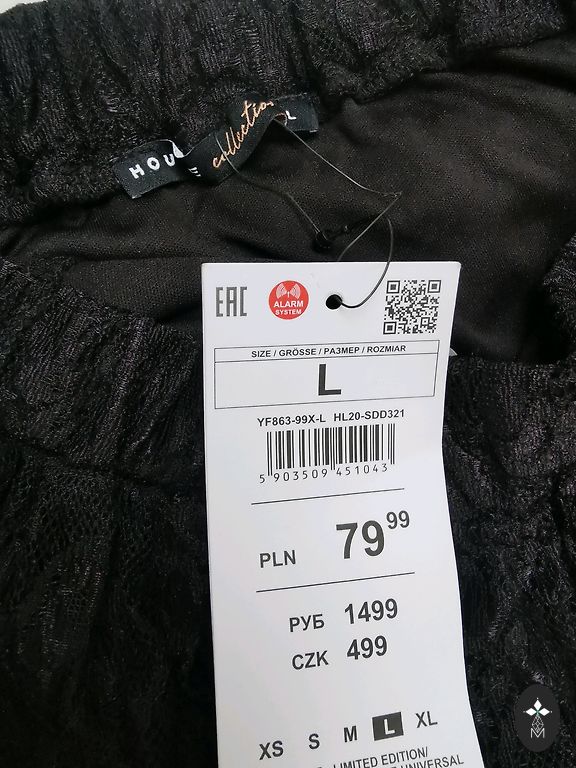 HOU E L
collection
EAC
ALARM
SYSTEM
SIZE / GRÖSSE / РАЗМЕР / ROZMIAR
L
YF863-99X-L HL20-SDD321
5 903509 451043
PLN 79 99
РУБ 1499
CZK 499
XS S M L XL
LIMITED EDITION/
UNIVERSAL
M